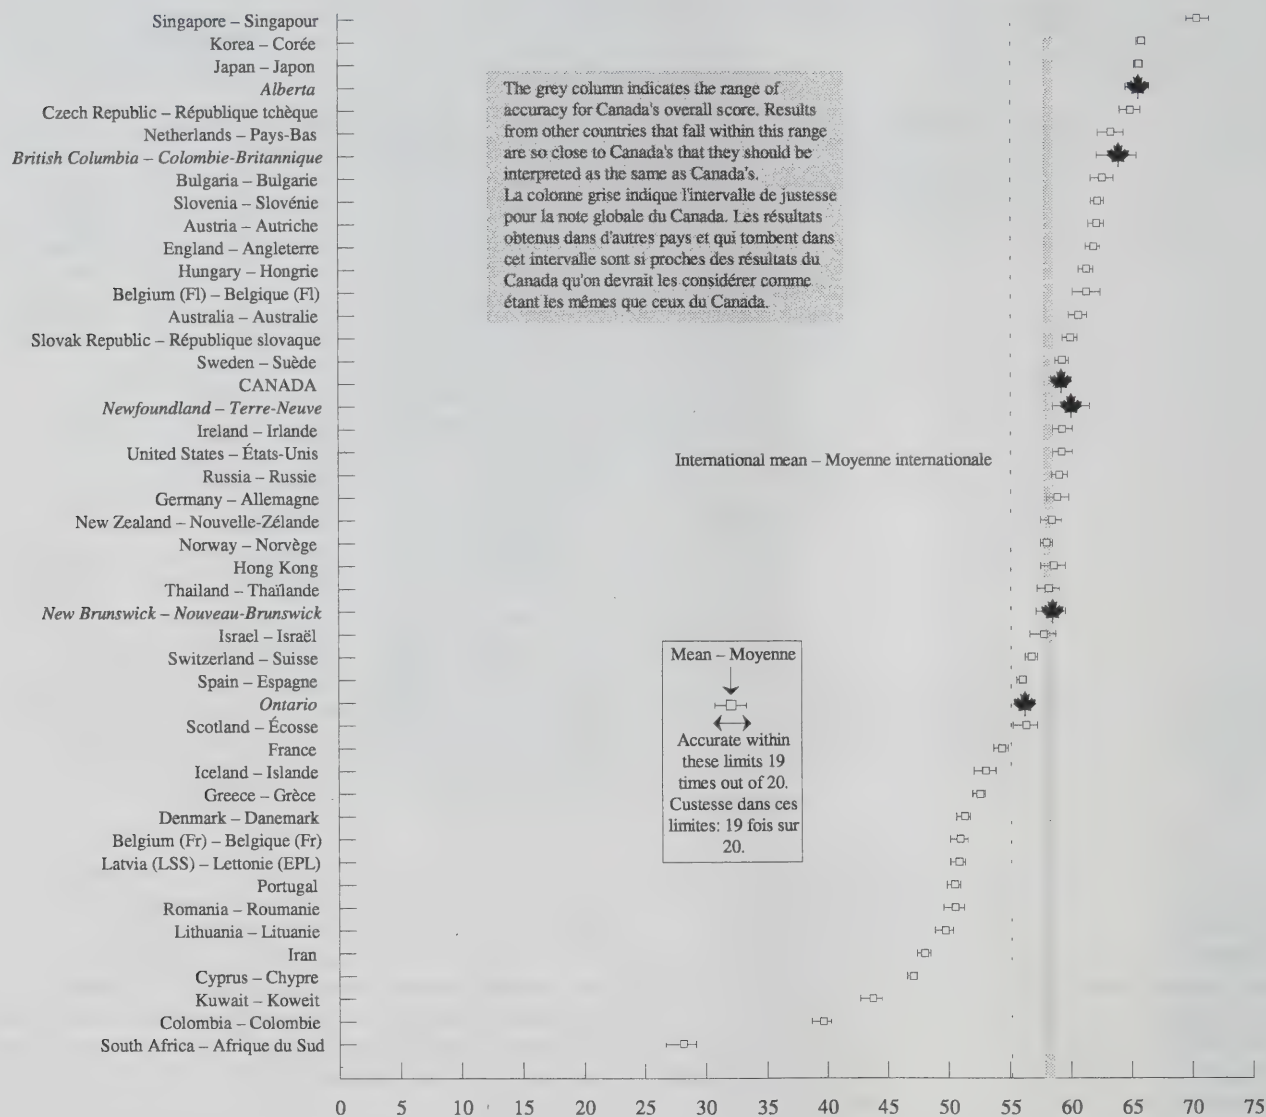 Singapore – Singapour
Korea – Corée
Japan – Japon
Alberta
Czech Republic – République tchèque
Netherlands – Pays-Bas
British Columbia – Colombie-Britannique
Bulgaria – Bulgarie
Slovenia – Slovénie
Austria – Autriche
England – Angleterre
Hungary – Hongrie
Belgium (Fl) – Belgique (Fl)
Australia – Australie
Slovak Republic – République slovaque
Sweden – Suède
CANADA
Newfoundland – Terre-Neuve
Ireland – Irlande
United States – États-Unis
Russia – Russie
Germany – Allemagne
New Zealand – Nouvelle-Zélande
Norway – Norvège
Hong Kong
Thailand – Thaïlande
New Brunswick – Nouveau-Brunswick
Israel – Israël
Switzerland – Suisse
Spain – Espagne
Ontario
Scotland – Écosse
France
Iceland – Islande
Greece – Grèce
Denmark – Danemark
Belgium (Fr) – Belgique (Fr)
Latvia (LSS) – Lettonie (EPL)
Portugal
Romania – Roumanie
Lithuania – Lituanie
Iran
Cyprus – Chypre
Kuwait – Koweit
Colombia – Colombie
South Africa – Afrique du Sud
The grey column indicates the range of
accuracy for Canada's overall score. Results
from other countries that fall within this range
are so close to Canada's that they should be
interpreted as the same as Canada's.
La colonne grise indique l'intervalle de justesse
pour la note globale du Canada. Les résultats
obtenus dans d'autres pays et qui tombent dans
cet intervalle sont si proches des résultats du
Canada qu'on devrait les considérer comme
étant les mêmes que ceux du Canada.
International mean – Moyenne internationale
Mean – Moyenne
Accurate within
these limits 19
times out of 20.
Custesse dans ces
limites: 19 fois sur
20.
0 5 10 15 20 25 30 35 40 45 50 55 60 65 70 75